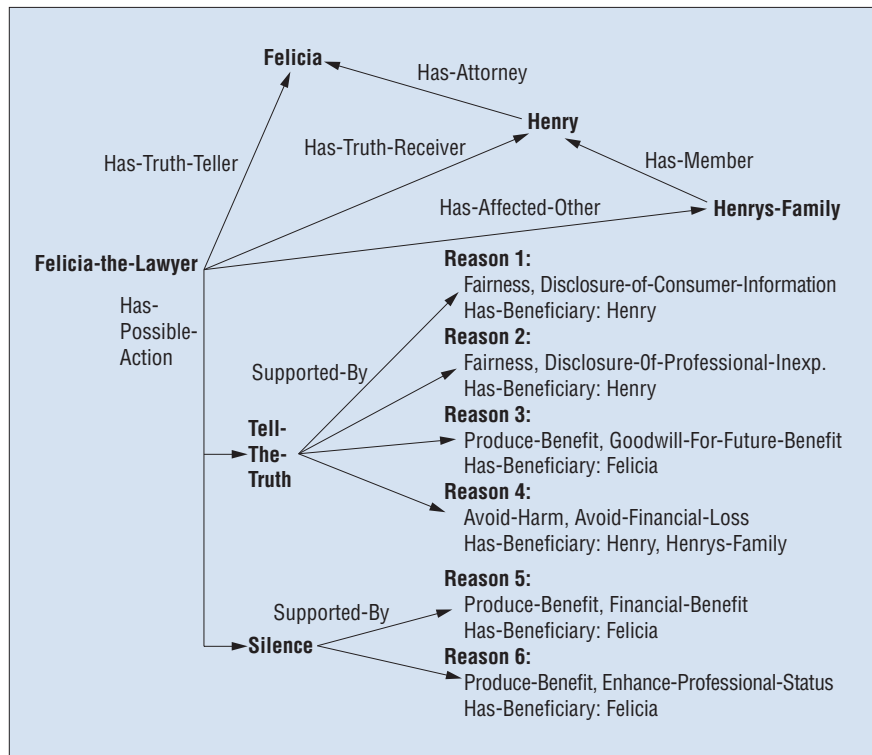 Felicia
Has-Attorney
Henry
Has-Truth-Teller
Has-Truth-Receiver
Has-Member
Has-Affected-Other
Henrys-Family
Felicia-the-Lawyer
Has-
Possible-
Action
Reason 1:
Fairness, Disclosure-of-Consumer-Information
Has-Beneficiary: Henry
Reason 2:
Fairness, Disclosure-0f-Professional-Inexp.
Has-Beneficiary: Henry
Supported-By
Tell-
The-
Truth
Reason 3:
Produce-Benefit, Goodwill-For-Future-Benefit
Has-Beneficiary: Felicia
Reason 4:
Avoid-Harm, Avoid-Financial-Loss
Has-Beneficiary: Henry, Henrys-Family
Reason 5:
Produce-Benefit, Financial-Benefit
Has-Beneficiary: Felicia
Supported-By
Silence
Reason 6:
Produce-Benefit, Enhance-Professional-Status
Has-Beneficiary: Felicia